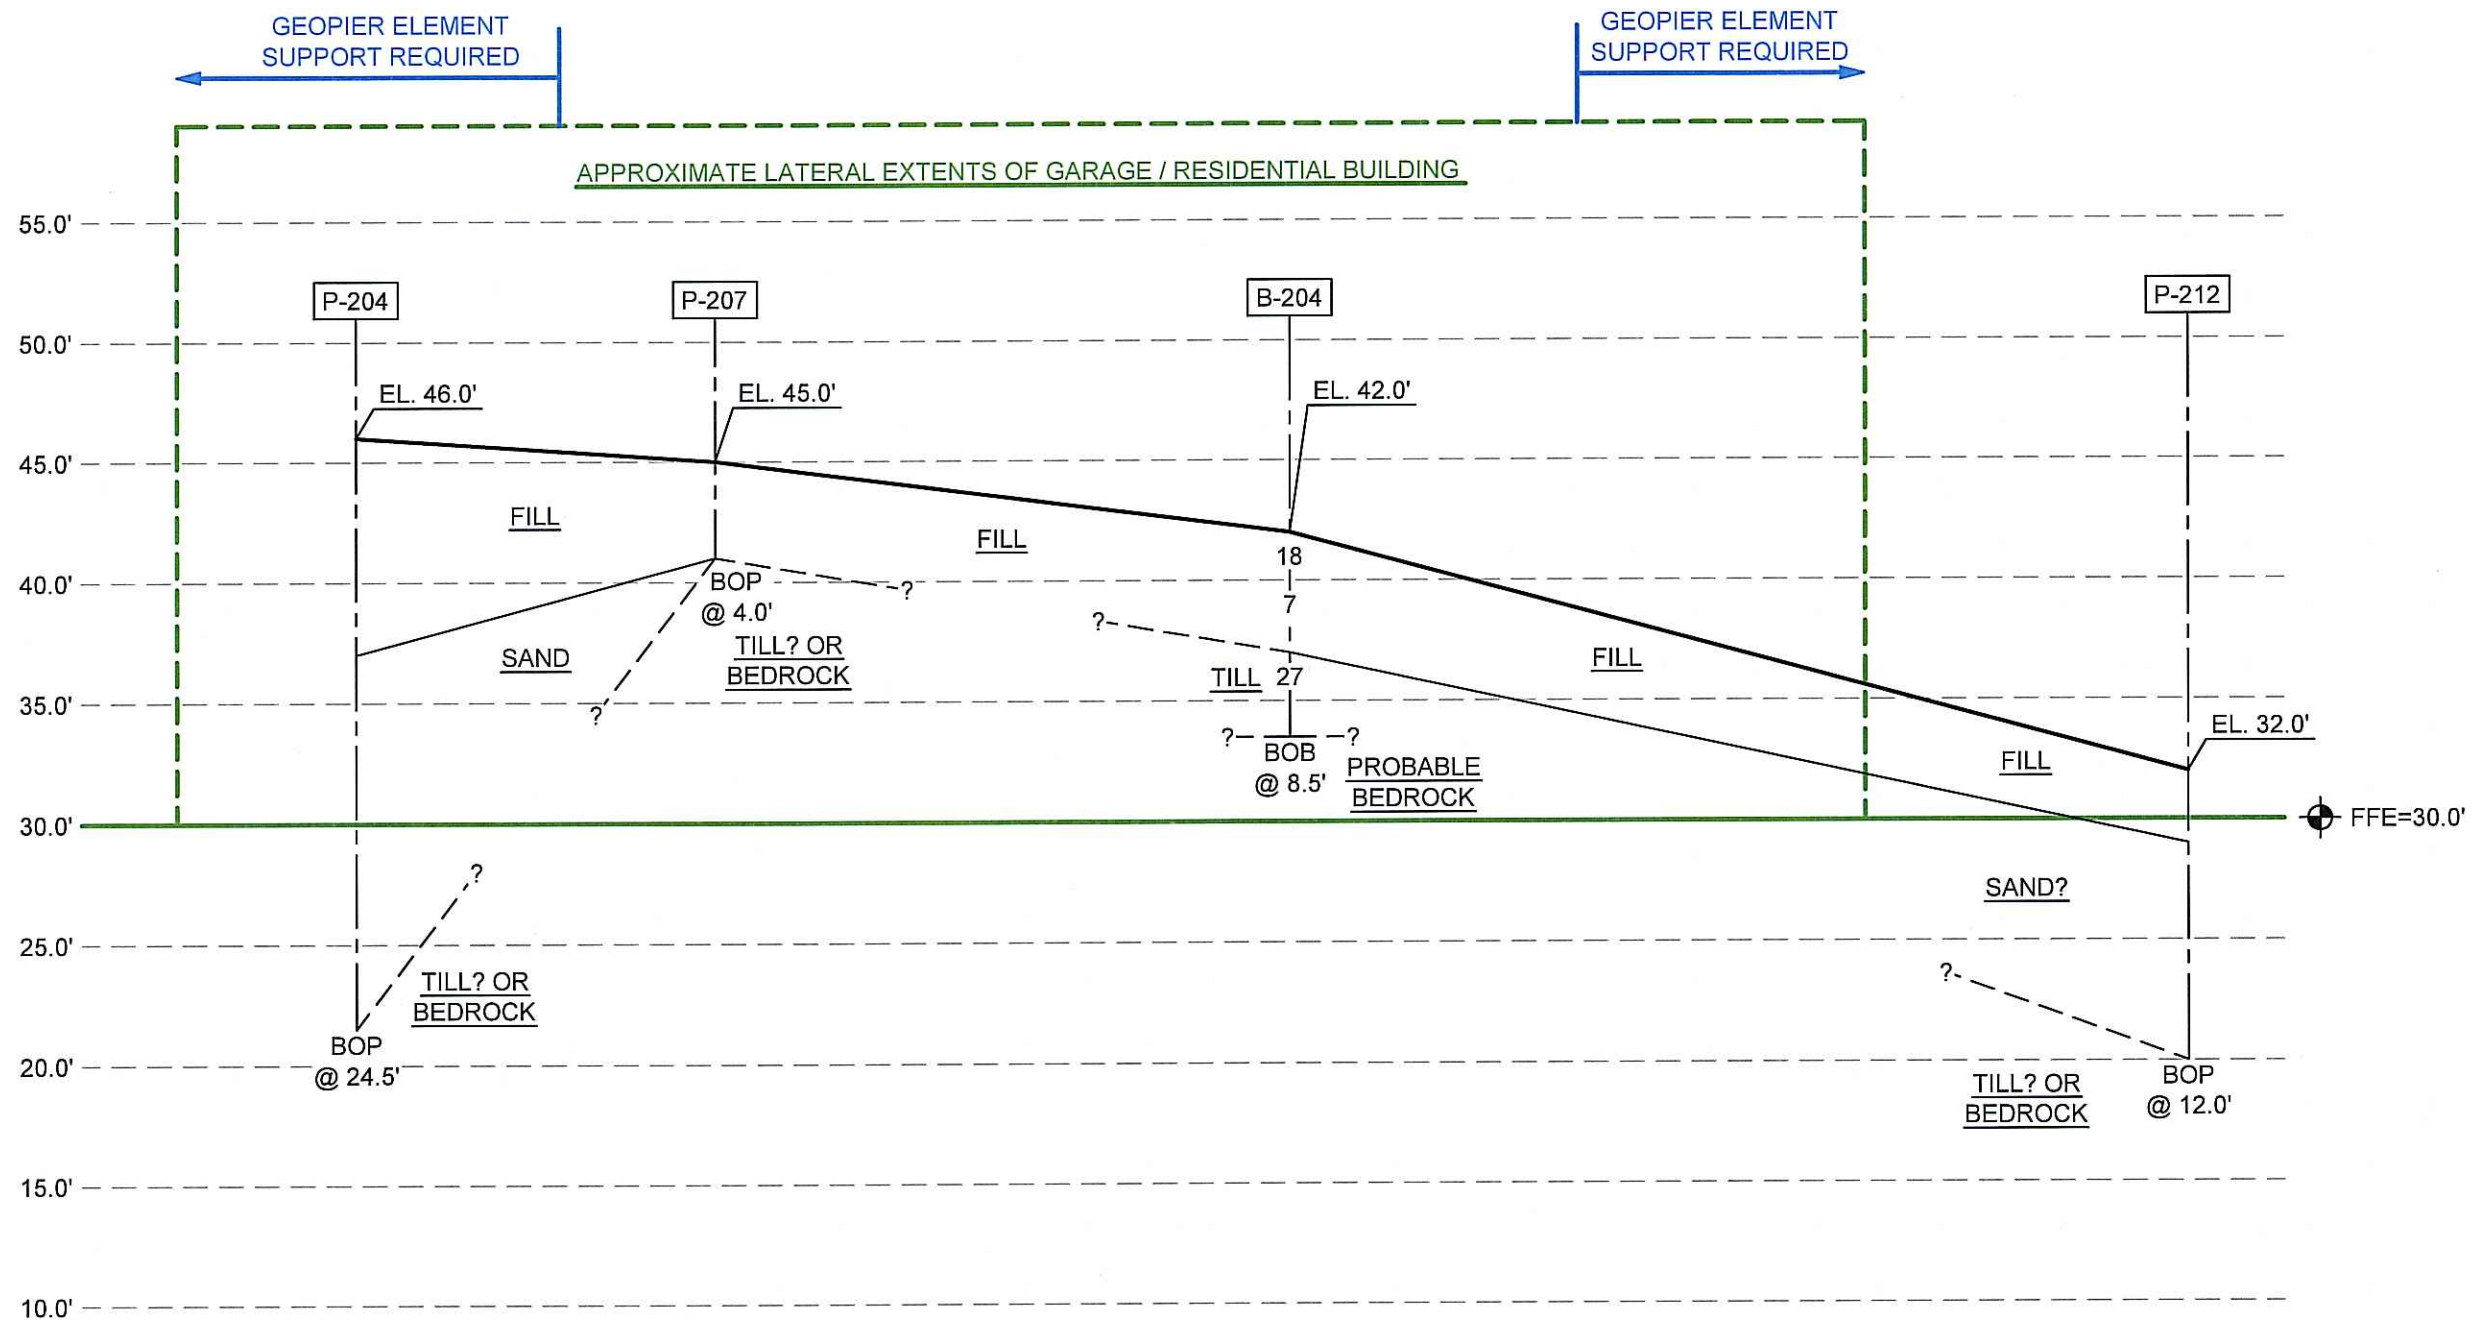 GEOPIER ELEMENT
SUPPORT REQUIRED
GEOPIER ELEMENT
SUPPORT REQUIRED
APPROXIMATE LATERAL EXTENTS OF GARAGE / RESIDENTIAL BUILDING
55.0'
P-204
P-207
B-204
P-212
50.0'
EL. 46.0'
EL. 45.0'
EL. 42.0'
45.0'
FILL
FILL
18
40.0'
BOP
@ 4.0'
?
7
?
TILL? OR
BEDROCK
SAND
FILL
TILL
27
35.0'
?
EL. 32.0'
?
?
BOB
@ 8.5'
PROBABLE
BEDROCK
FILL
30.0'
FFE=30.0'
?
SAND?
25.0'
TILL? OR
BEDROCK
?
BOP
@ 24.5'
20.0'
TILL? OR
BEDROCK
BOP
@ 12.0'
15.0'
10.0'